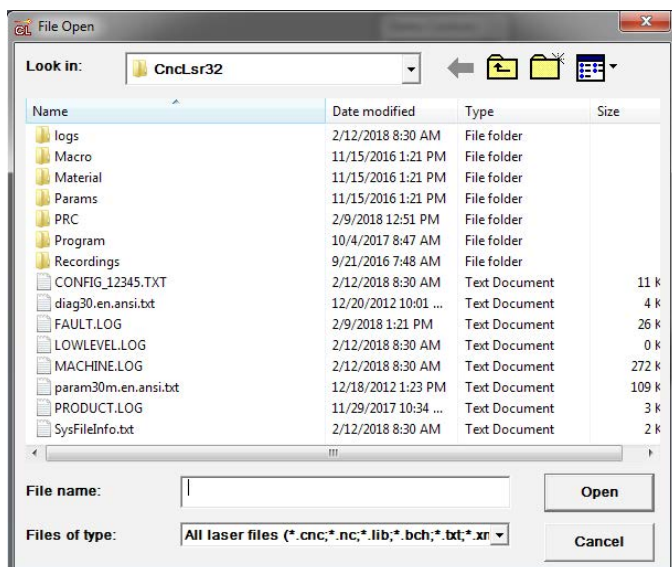 File Open
Look in: CncLsr32
Name Date modified Type Size
logs 2/12/2018 8:30 AM File folder
Macro 11/15/2016 1:21 PM File folder
Material 11/15/2016 1:21 PM File folder
Params 11/15/2016 1:21 PM File folder
PRC 2/9/2018 12:51 PM File folder
Program 10/4/2017 8:47 AM File folder
Recordings 9/21/2016 7:48 AM File folder
CONFIG_12345.TXT 2/12/2018 8:30 AM Text Document 11 K
diag30.en.ansi.txt 12/20/2012 10:01 ... Text Document 4 K
FAULT.LOG 2/9/2018 1:21 PM Text Document 26 K
LOWLEVEL.LOG 2/12/2018 8:30 AM Text Document 0 K
MACHINE.LOG 2/12/2018 8:30 AM Text Document 272 K
param30m.en.ansi.txt 12/18/2012 1:23 PM Text Document 109 K
PRODUCT.LOG 11/29/2017 10:34 ... Text Document 3 K
SysFileInfo.txt 2/12/2018 8:30 AM Text Document 2 K
File name: Open
Files of type: All laser files (*.cnc;*.nc;*.lib;*.bch;*.txt;*.xn Cancel